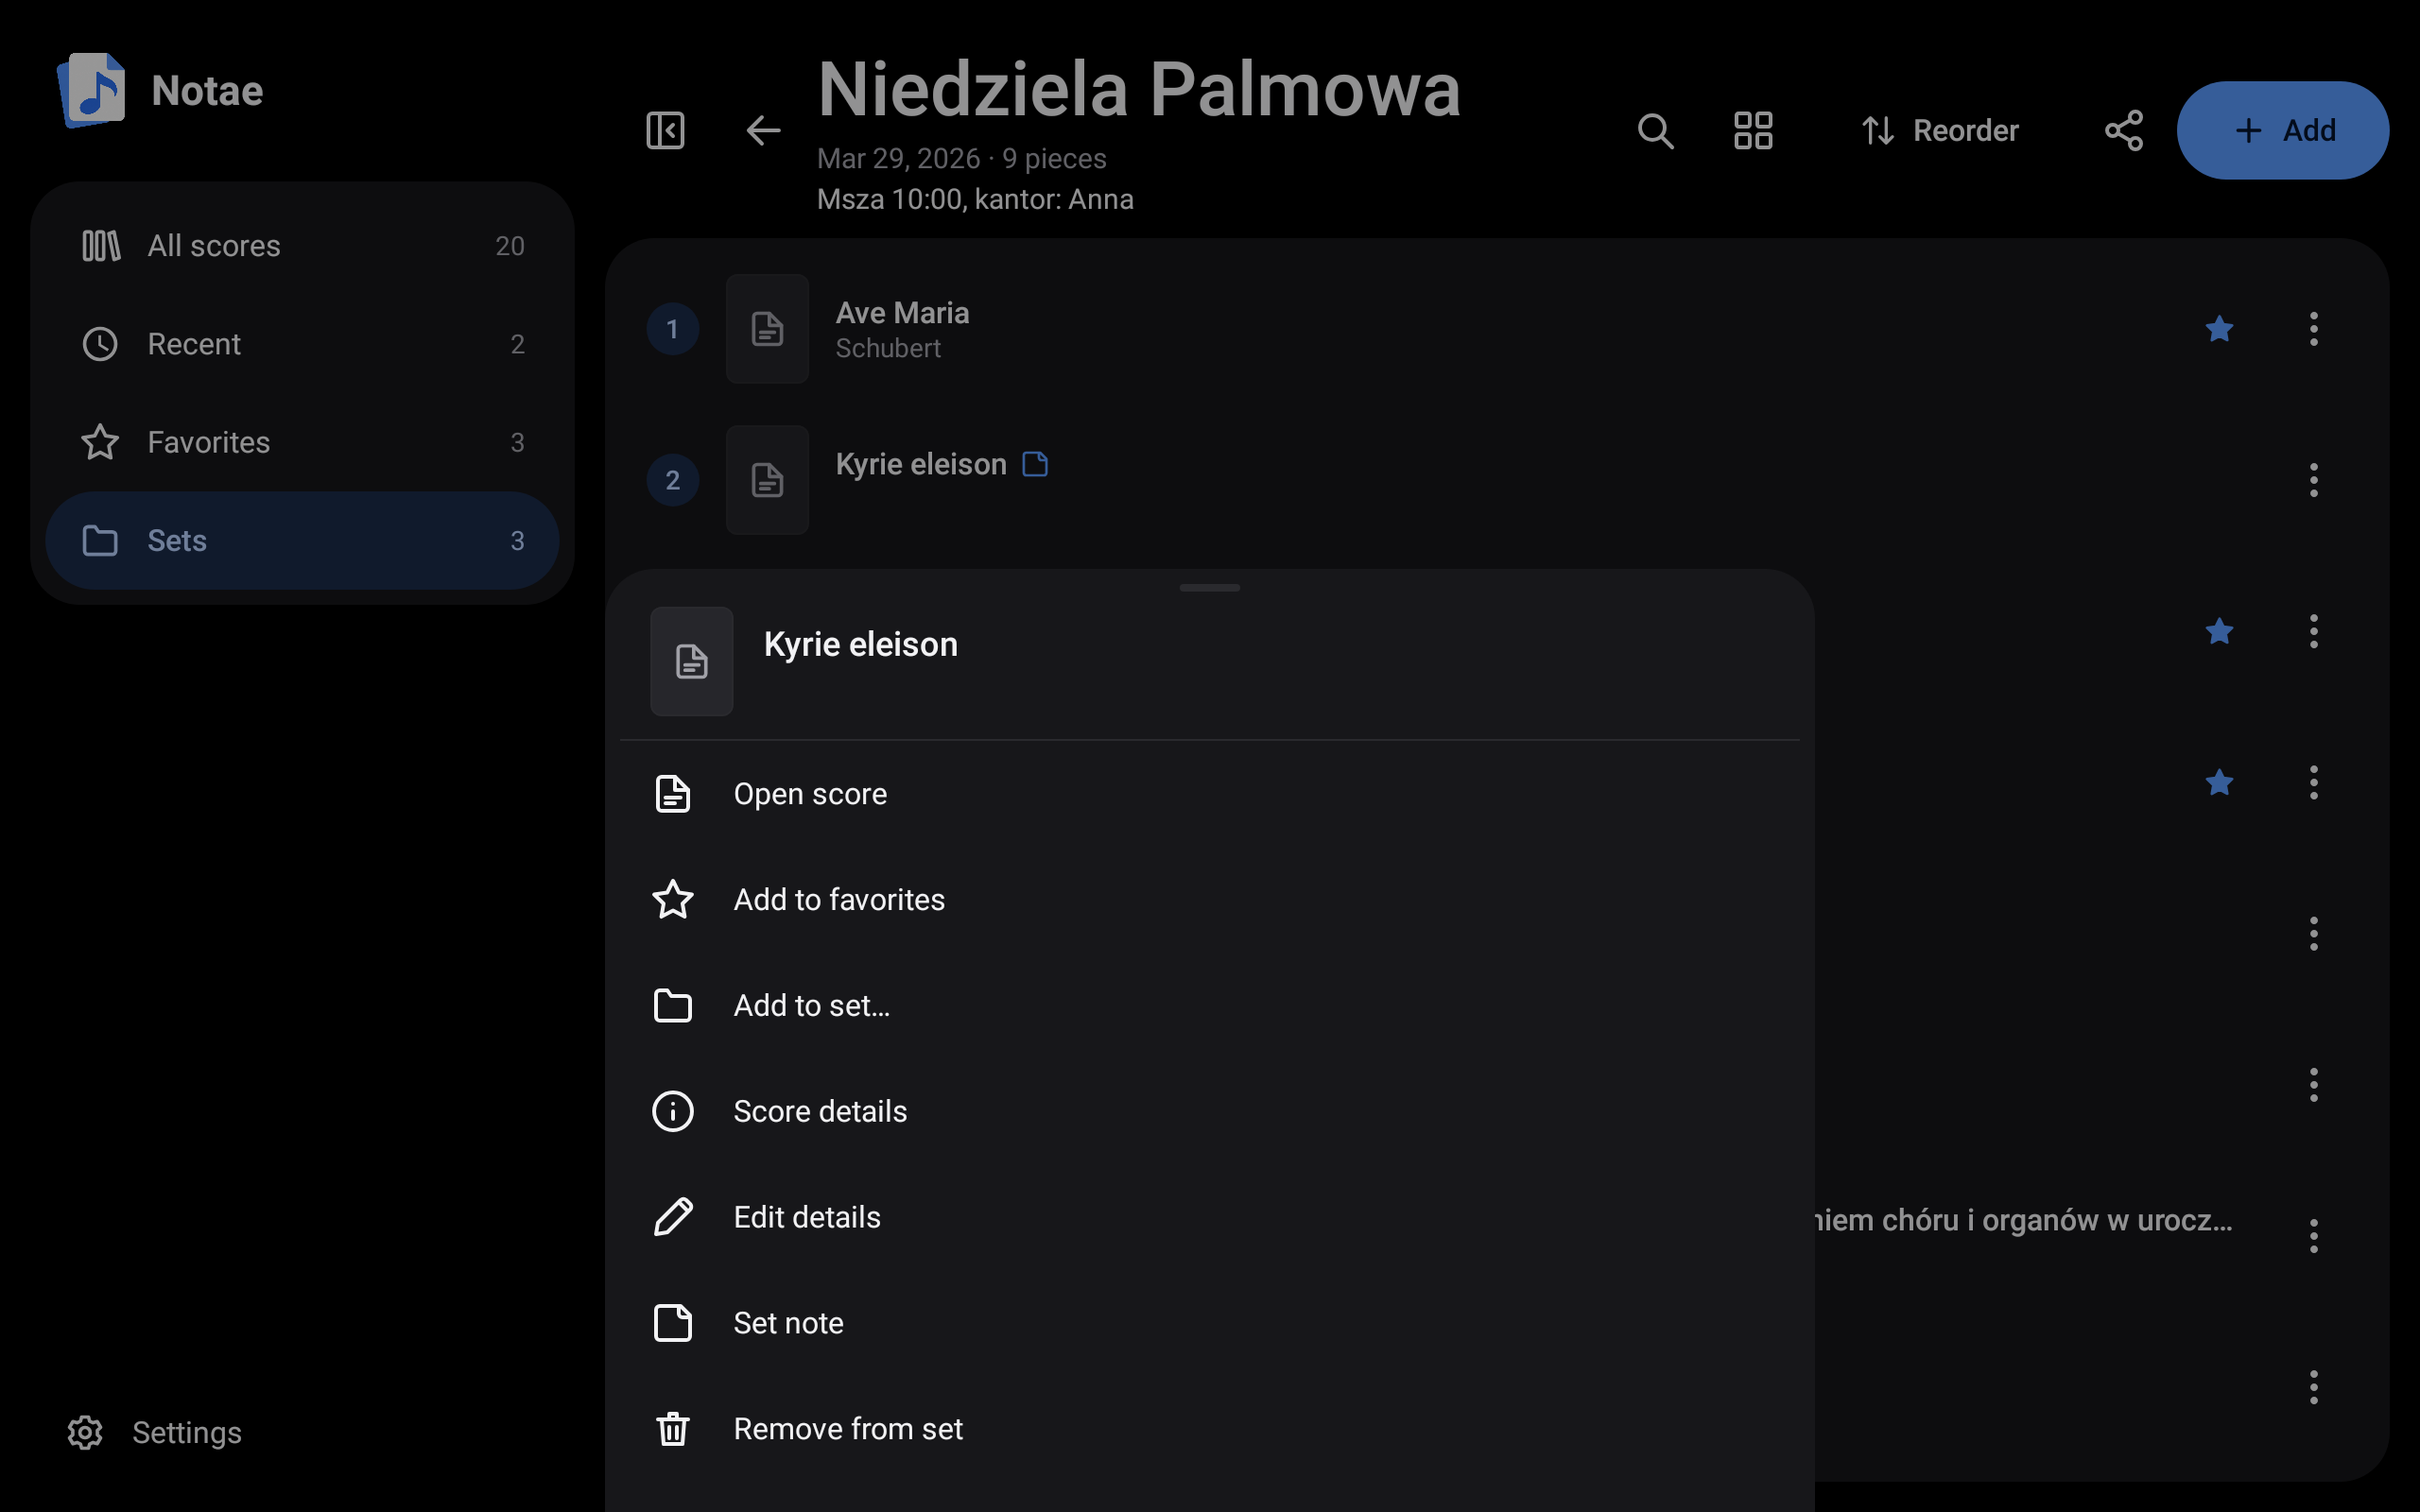 Notae
All scores 20
Recent 2
Favorites 3
Sets 3
Settings
Niedziela Palmowa
Mar 29, 2026 · 9 pieces
Msza 10:00, kantor: Anna
Reorder
Add
1
Ave Maria
Schubert
2
Kyrie eleison
Kyrie eleison
Open score
Add to favorites
Add to set…
Score details
Edit details
Set note
Remove from set
chóru i organów w urocz…